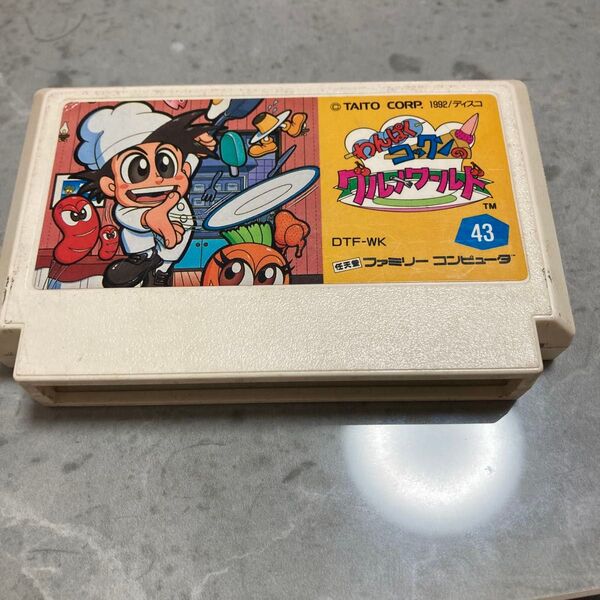 © TAITO CORP. 1992/ディスコ
わんぱく
コックンの
グルメワールド
TM
DTF-WK
43
任天堂 ファミリー コンピュータ
TM